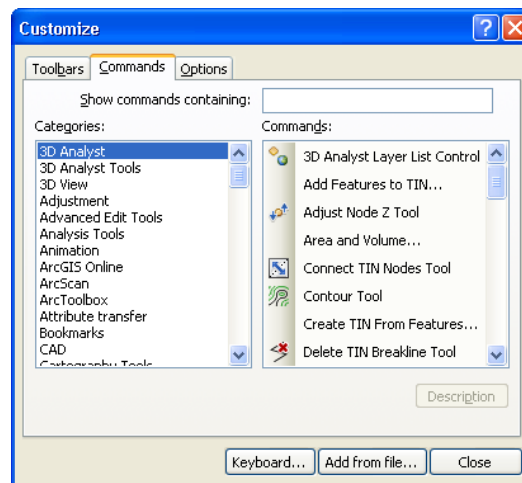 Customize
Toolbars Commands Options
Show commands containing:
Categories:
3D Analyst
3D Analyst Tools
3D View
Adjustment
Advanced Edit Tools
Analysis Tools
Animation
ArcGIS Online
ArcScan
ArcToolbox
Attribute transfer
Bookmarks
CAD
Cartography Tools
Commands:
3D Analyst Layer List Control
Add Features to TIN...
Adjust Node Z Tool
Area and Volume...
Connect TIN Nodes Tool
Contour Tool
Create TIN From Features...
Delete TIN Breakline Tool
Description
Keyboard... Add from file... Close